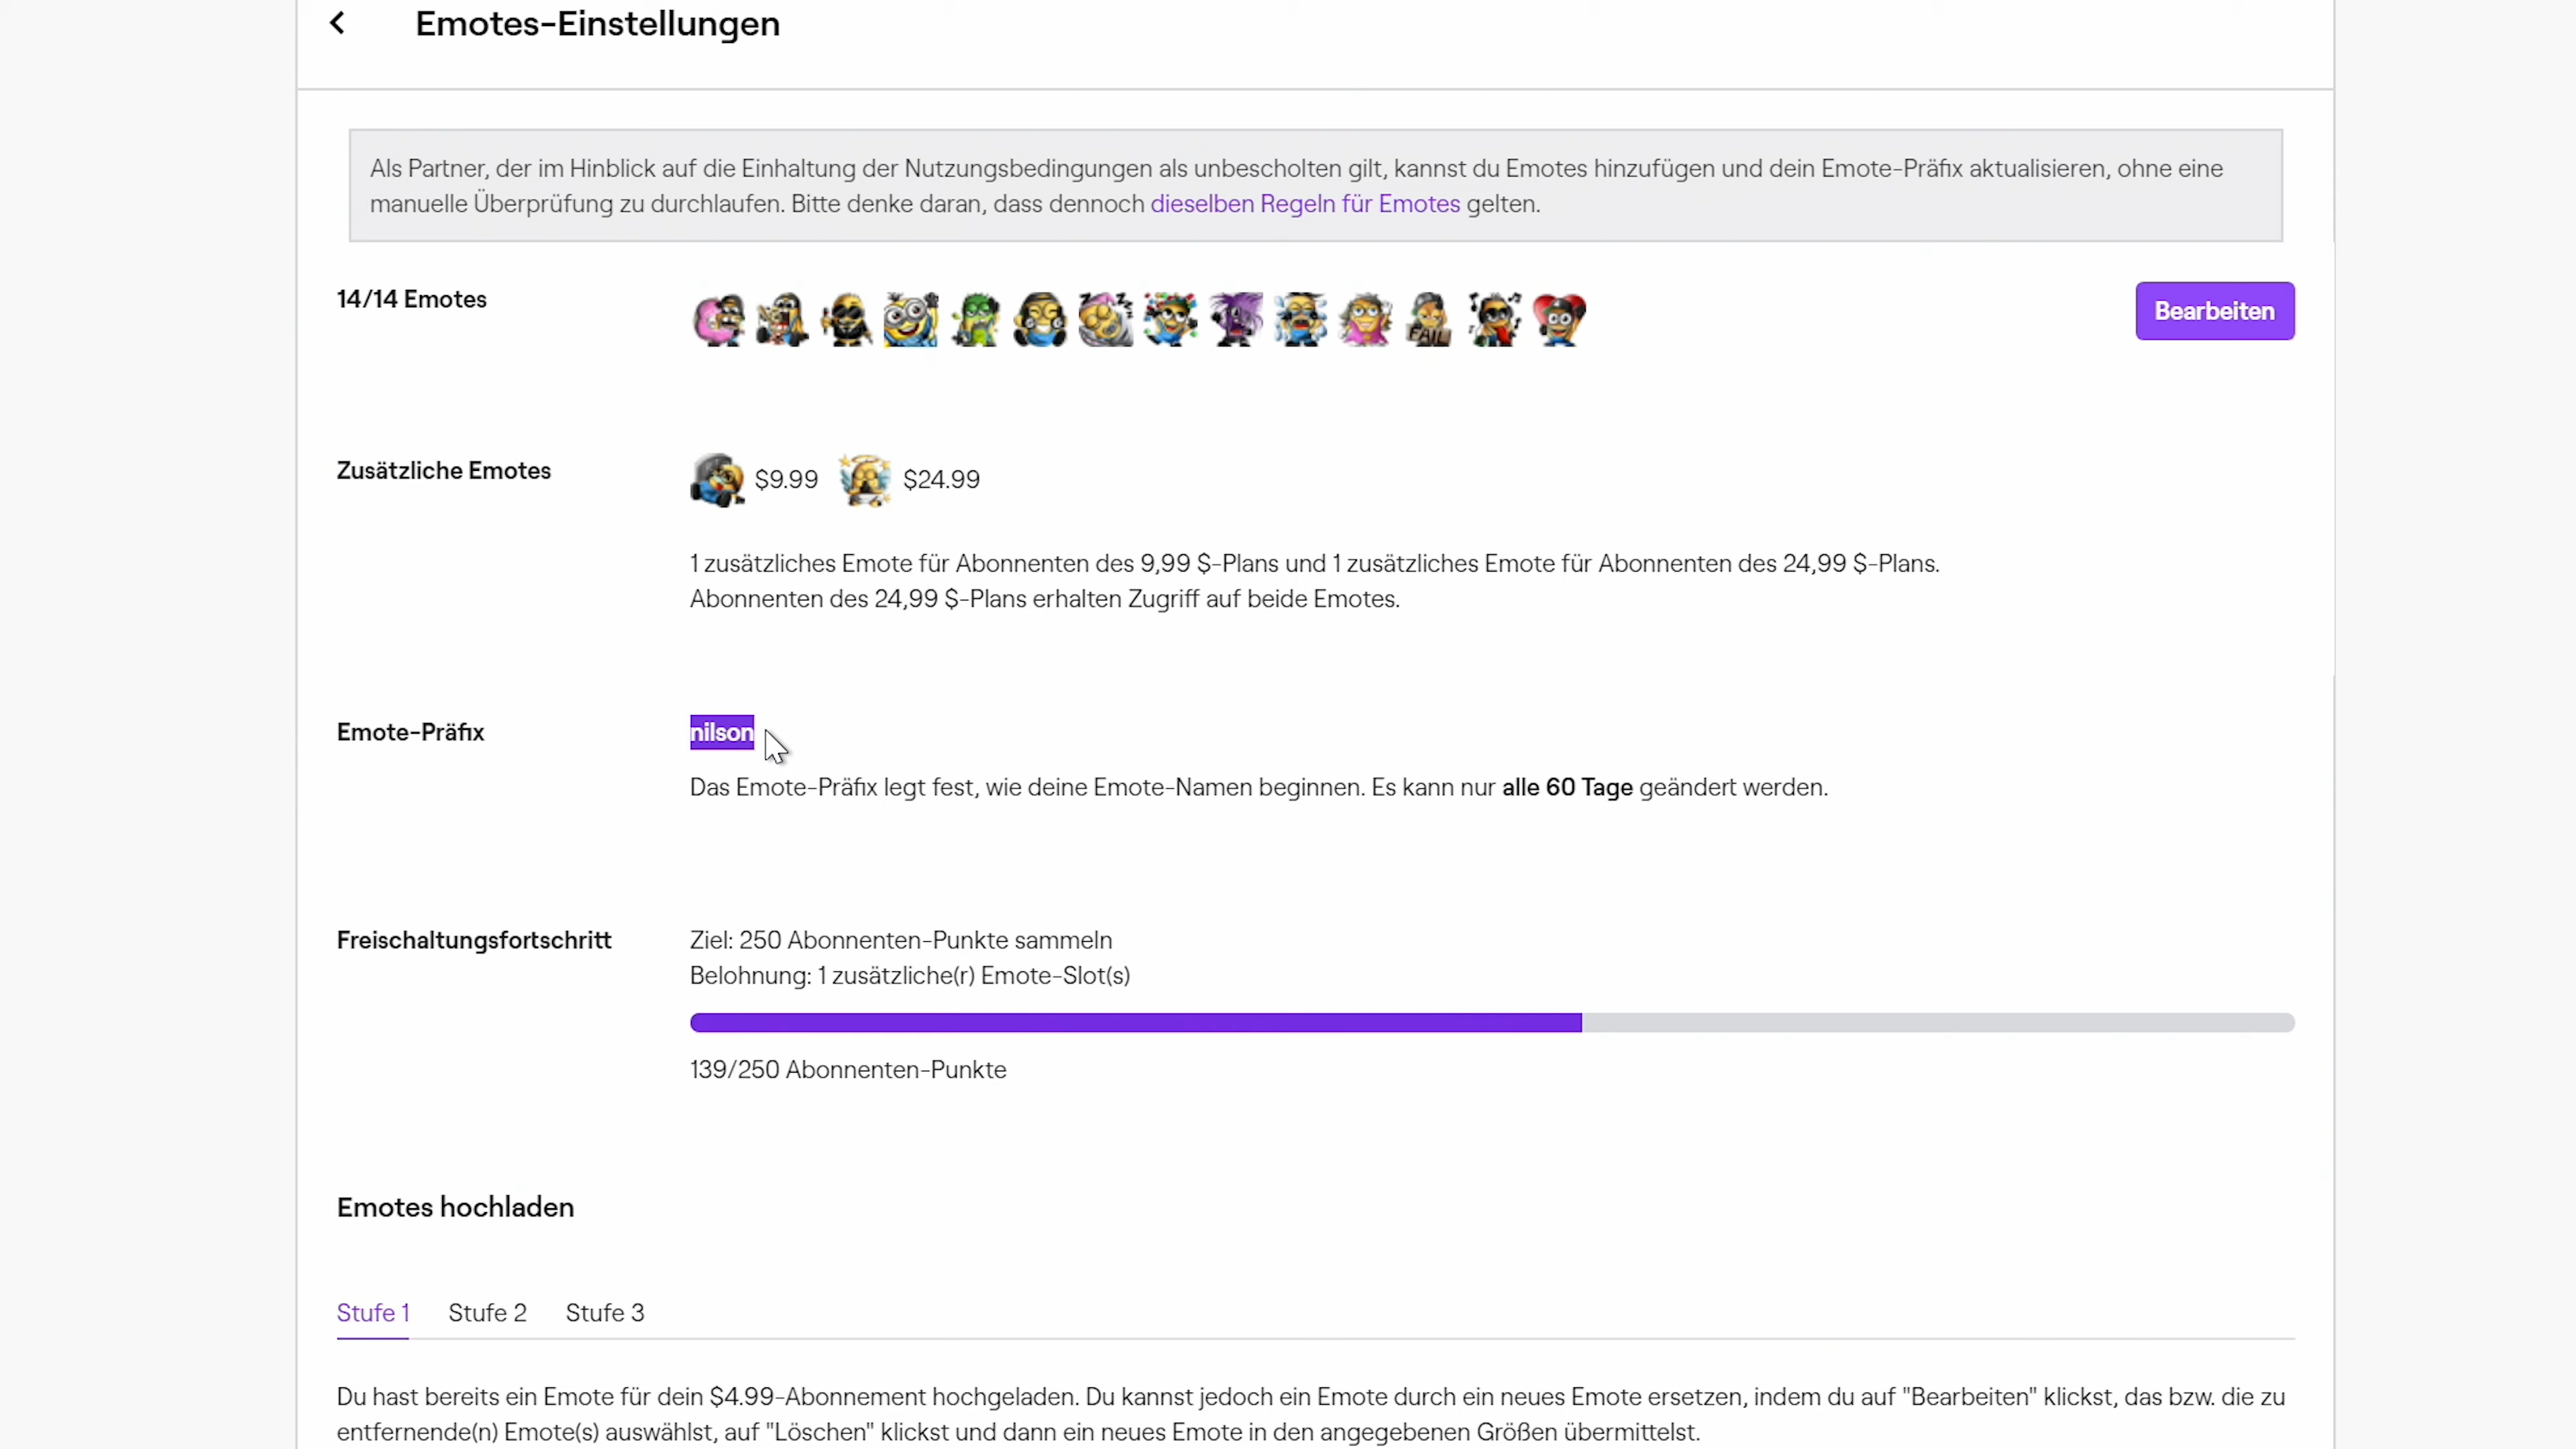 Emotes-Einstellungen
Als Partner, der im Hinblick auf die Einhaltung der Nutzungsbedingungen als unbescholten gilt, kannst du Emotes hinzufügen und dein Emote-Präfix aktualisieren, ohne eine
manuelle Überprüfung zu durchlaufen. Bitte denke daran, dass dennoch dieselben Regeln für Emotes gelten.
14/14 Emotes
FAIL
Bearbeiten
Zusätzliche Emotes
$9.99
$24.99
1 zusätzliches Emote für Abonnenten des 9,99 $-Plans und 1 zusätzliches Emote für Abonnenten des 24,99 $-Plans.
Abonnenten des 24,99 $-Plans erhalten Zugriff auf beide Emotes.
Emote-Präfix
nilson
Das Emote-Präfix legt fest, wie deine Emote-Namen beginnen. Es kann nur alle 60 Tage geändert werden.
Freischaltungsfortschritt
Ziel: 250 Abonnenten-Punkte sammeln
Belohnung: 1 zusätzliche(r) Emote-Slot(s)
139/250 Abonnenten-Punkte
Emotes hochladen
Stufe 1
Stufe 2
Stufe 3
Du hast bereits ein Emote für dein $4.99-Abonnement hochgeladen. Du kannst jedoch ein Emote durch ein neues Emote ersetzen, indem du auf "Bearbeiten" klickst, das bzw. die zu
entfernende(n) Emote(s) auswählst, auf "Löschen" klickst und dann ein neues Emote in den angegebenen Größen übermittelst.